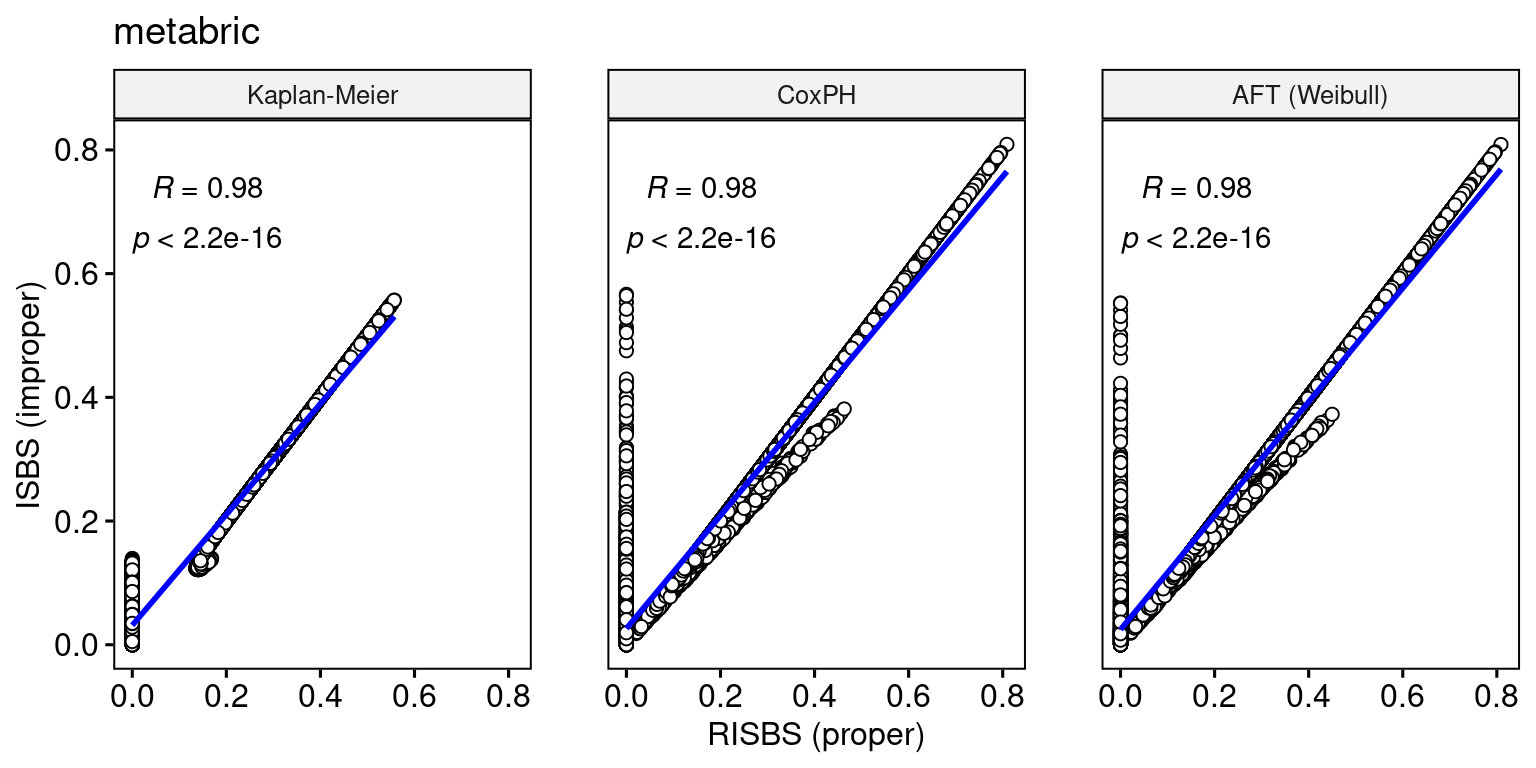 metabric
Kaplan-Meier
CoxPH
AFT (Weibull)
R = 0.98
p < 2.2e-16
R = 0.98
p < 2.2e-16
R = 0.98
p < 2.2e-16
ISBS (improper)
0.8
0.6
0.4
0.2
0.0
0.0 0.2 0.4 0.6 0.8
0.0 0.2 0.4 0.6 0.8
0.0 0.2 0.4 0.6 0.8
RISBS (proper)